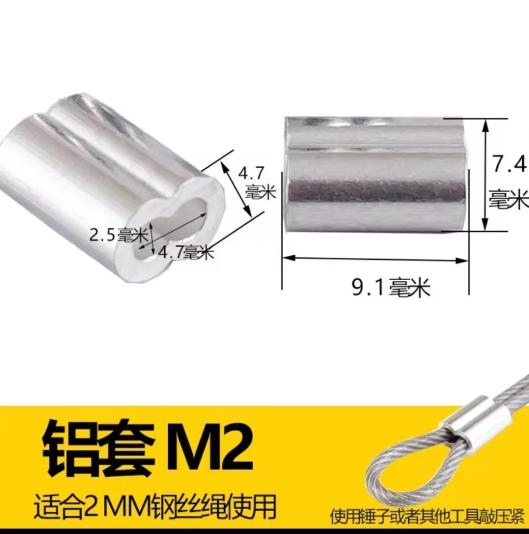 4.7
毫米
2.5毫米
4.7毫米
7.4
毫米
9.1毫米
铝套 M2
适合2 MM钢丝绳使用
使用锤子或者其他工具敲压紧